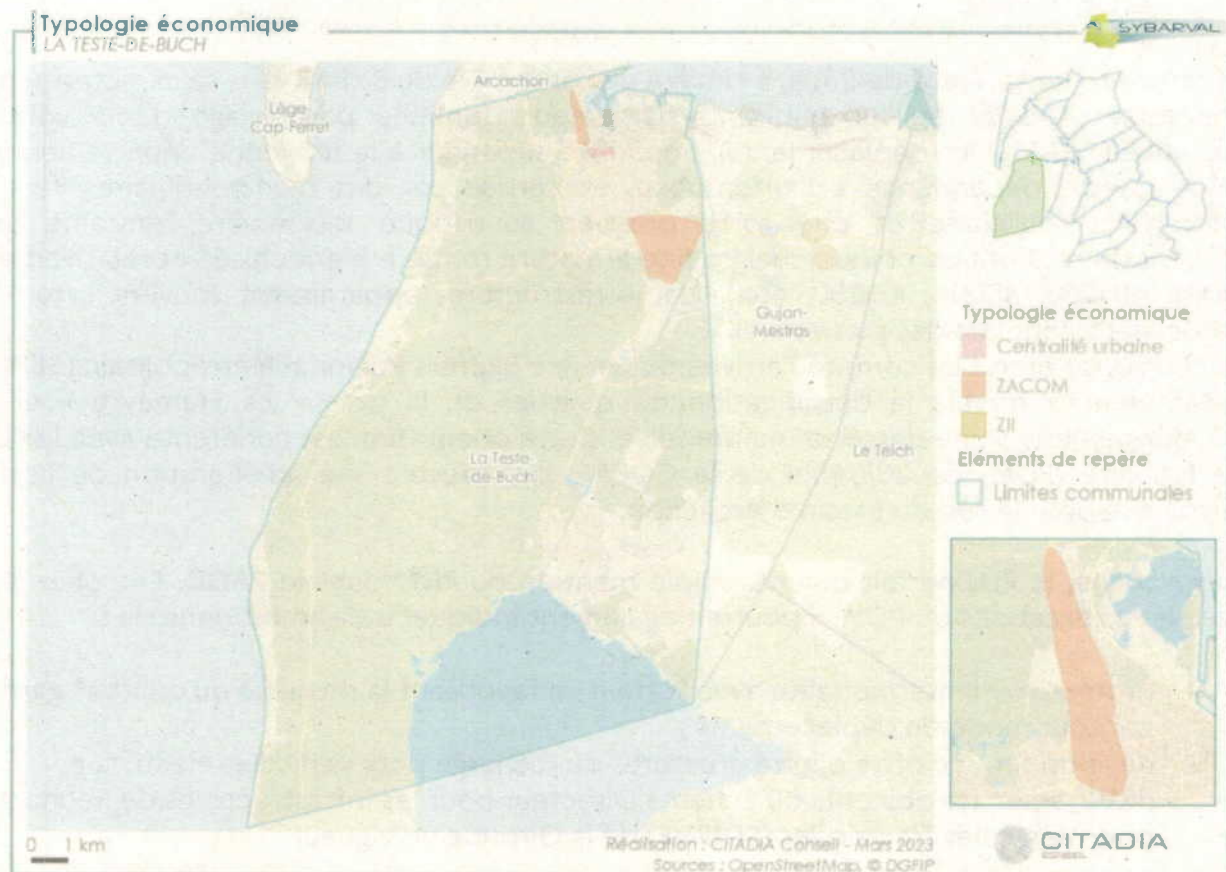 Typologie économique
LA TESTE-DE-BUCH
SYBARVAL
Arcachon
Lège-
Cap-Ferret
Gujan-
Mestras
La Teste-
de-Buch
Le Teich
Typologie économique
Centralité urbaine
ZACOM
ZII
Eléments de repère
Limites communales
0 1 km
Réalisation : CITADIA Conseil - Mars 2023
Sources : OpenStreetMap, © DGFIP
CITADIA